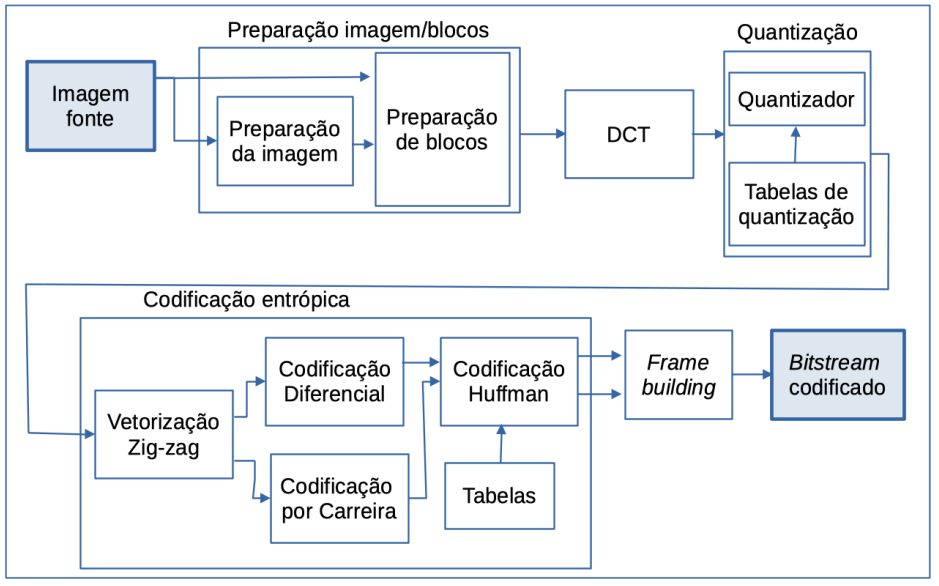 Preparação imagem/blocos
Quantização
Imagem
fonte
Preparação
da imagem
Preparação
de blocos
DCT
Quantizador
Tabelas de
quantização
Codificação entrópica
Vetorização
Zig-zag
Codificação
Diferencial
Codificação
por Carreira
Codificação
Huffman
Tabelas
Frame
building
Bitstream
codificado